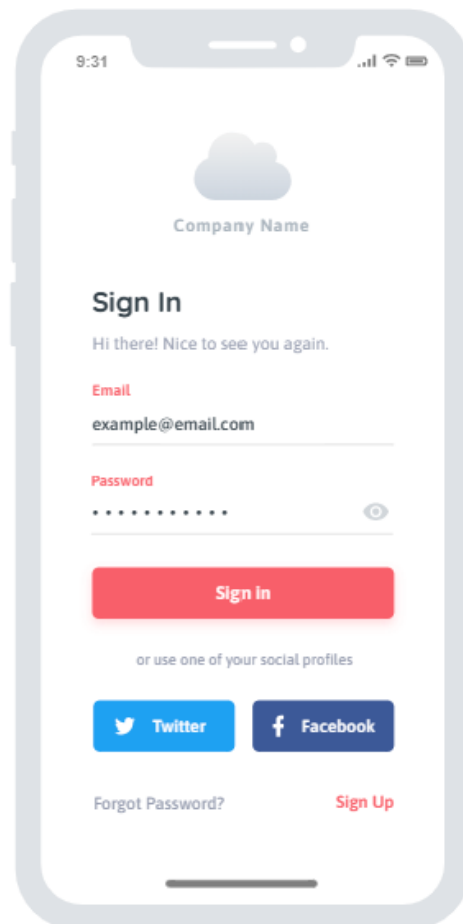 9:31
Company Name
Sign In
Hi there! Nice to see you again.
Email
example@email.com
Password
Sign in
or use one of your social profiles
Twitter
Facebook
Forgot Password?
Sign Up